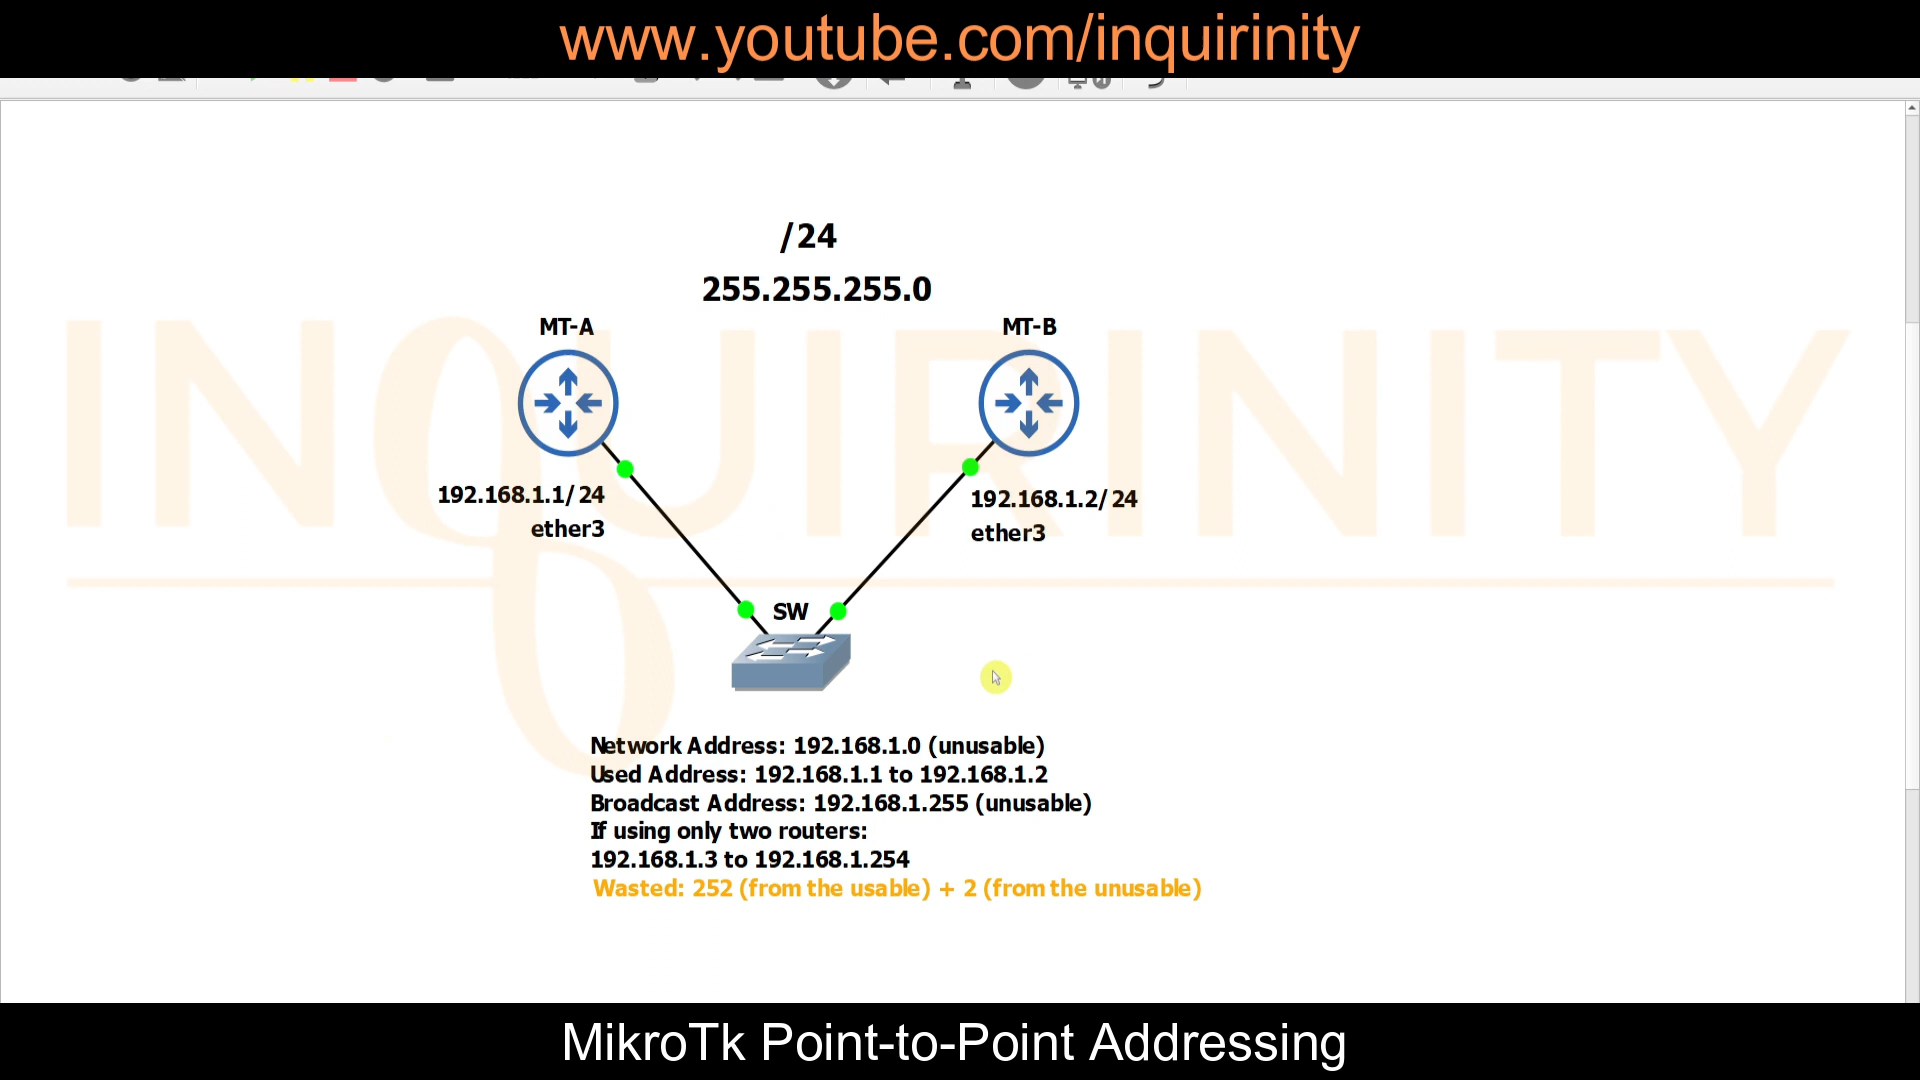 www.youtube.com/inquirinity
/24
255.255.255.0
MT-A
MT-B
INQUIRINITY
192.168.1.1/24
ether3
192.168.1.2/24
ether3
SW
Network Address: 192.168.1.0 (unusable)
Used Address: 192.168.1.1 to 192.168.1.2
Broadcast Address: 192.168.1.255 (unusable)
If using only two routers:
192.168.1.3 to 192.168.1.254
Wasted: 252 (from the usable) + 2 (from the unusable)
MikroTk Point-to-Point Addressing